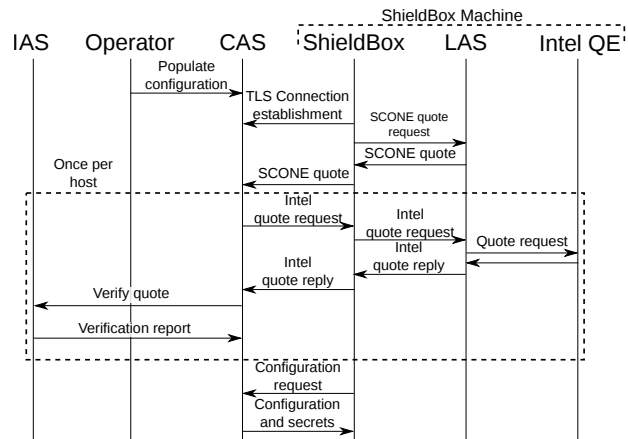 ShieldBox Machine
IAS Operator CAS ShieldBox LAS Intel QE
Populate
configuration
TLS Connection
establishment
SCONE quote
request
SCONE quote
Once per
host
SCONE quote
Intel
quote request
Intel
quote request
Quote request
Intel
quote reply
Intel
quote reply
Verify quote
Verification report
Configuration
request
Configuration
and secrets